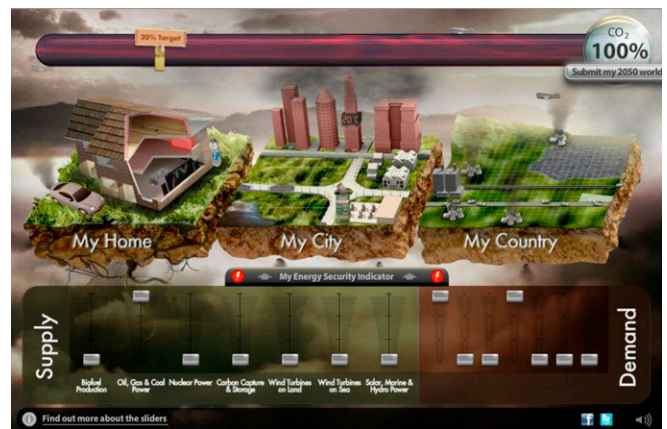 20% Target
CO₂
100%
Submit my 2050 world
20°C
My Home
My City
My Country
My Energy Security Indicator
Supply
Biofuel
Production
Oil, Gas & Coal
Power
Nuclear Power
Carbon Capture
& Storage
Wind Turbines
on Land
Wind Turbines
on Sea
Solar, Marine &
Hydro Power
Demand
Find out more about the sliders